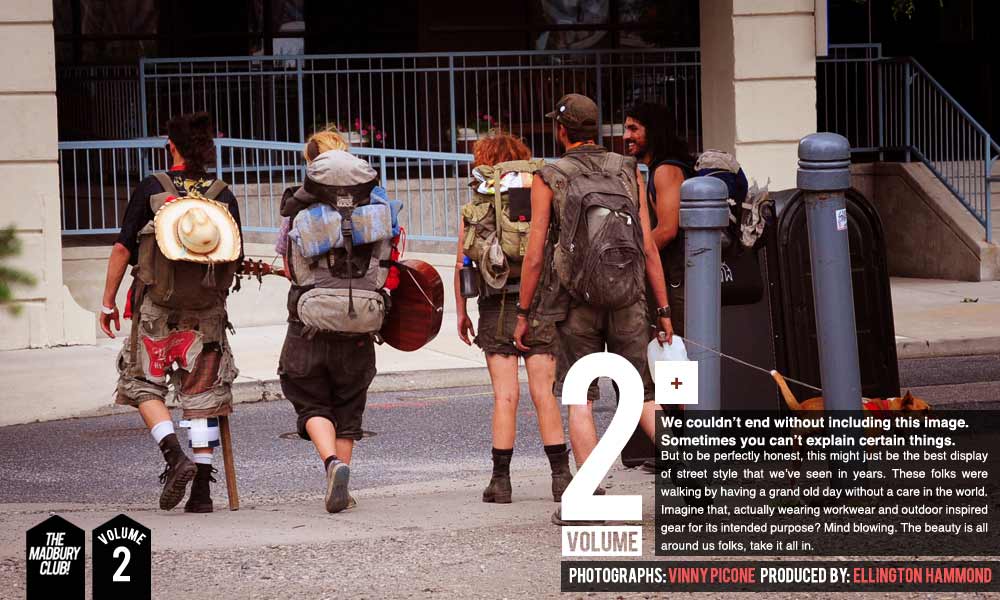 2+
We couldn't end without including this image.
Sometimes you can't explain certain things.
But to be perfectly honest, this might just be the best display
of street style that we've seen in years. These folks were
walking by having a grand old day without a care in the world.
Imagine that, actually wearing workwear and outdoor inspired
gear for its intended purpose? Mind blowing. The beauty is all
around us folks, take it all in.
VOLUME
PHOTOGRAPHS: VINNY PICONE PRODUCED BY: ELLINGTON HAMMOND
THE
MADBURY
CLUB!
VOLUME
2